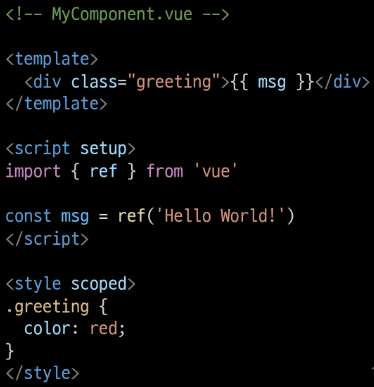 <!-- MyComponent.vue -->
<template>
  <div class="greeting">{{ msg }}</div>
</template>
<script setup>
import { ref } from 'vue'
const msg = ref('Hello World!')
</script>
<style scoped>
.greeting {
  color: red;
}
</style>